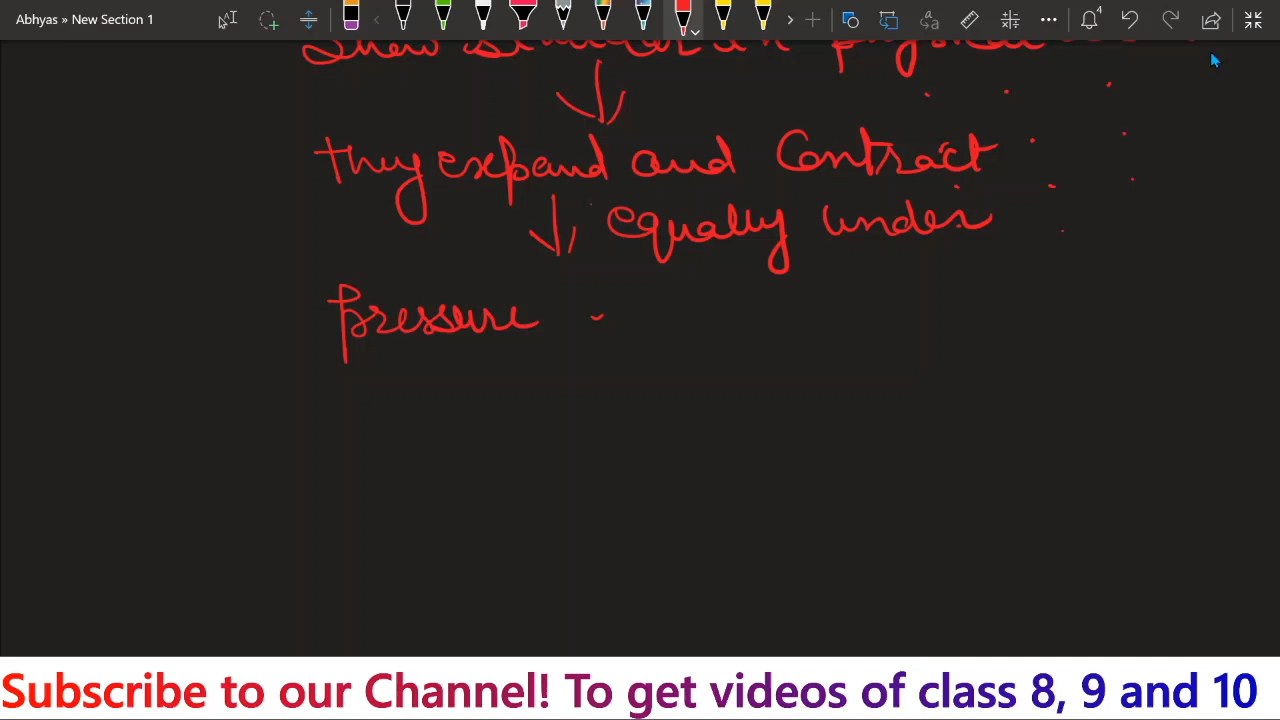 Abhyas » New Section 1
4
They expand and Contract
equally under
pressure -
Subscribe to our Channel! To get videos of class 8, 9 and 10